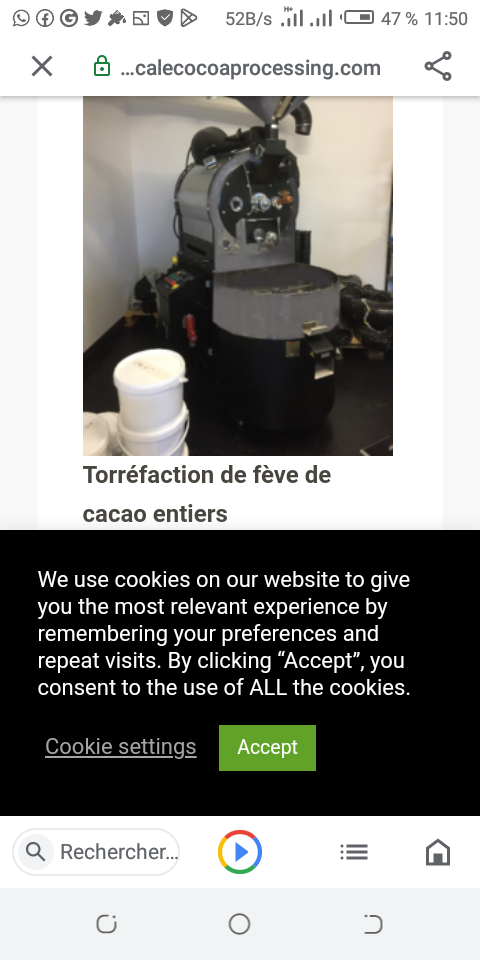 52B/s H+ 47 % 11:50
...calecocoaprocessing.com
Torréfaction de fève de
cacao entiers
We use cookies on our website to give
you the most relevant experience by
remembering your preferences and
repeat visits. By clicking “Accept”, you
consent to the use of ALL the cookies.
Cookie settings Accept
Rechercher...